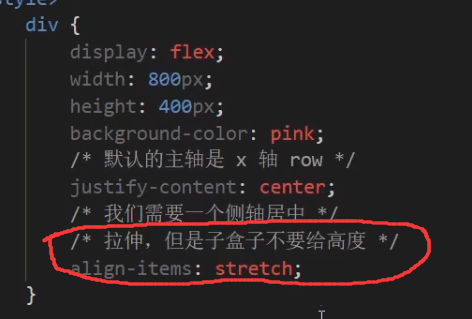 style>
div {
display: flex;
width: 800px;
height: 400px;
background-color: pink;
/* 默认的主轴是 x 轴 row */
justify-content: center;
/* 我们需要一个侧轴居中 */
/* 拉伸，但是子盒子不要给高度 */
align-items: stretch;
}